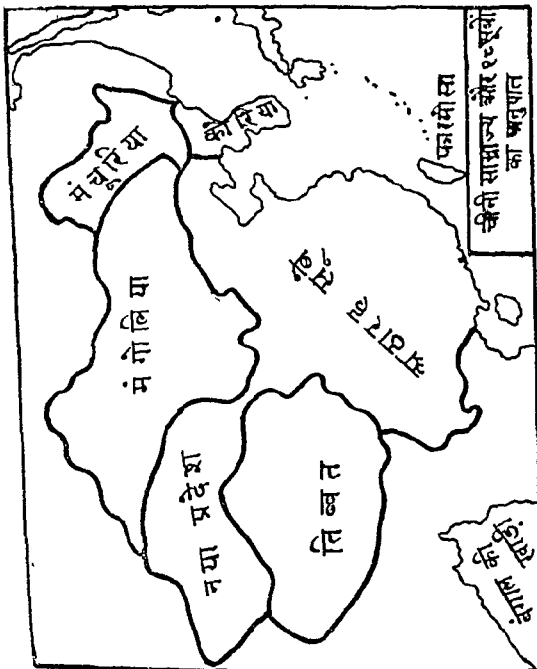 चीनी साम्राज्य और १८ सूबों
का अनुपात
मंचूरिया
कोरिया
फारमोसा
मंगोलिया
अठारह सूबे
नया प्रदेश
तिब्बत
बंगाल की
खाड़ी